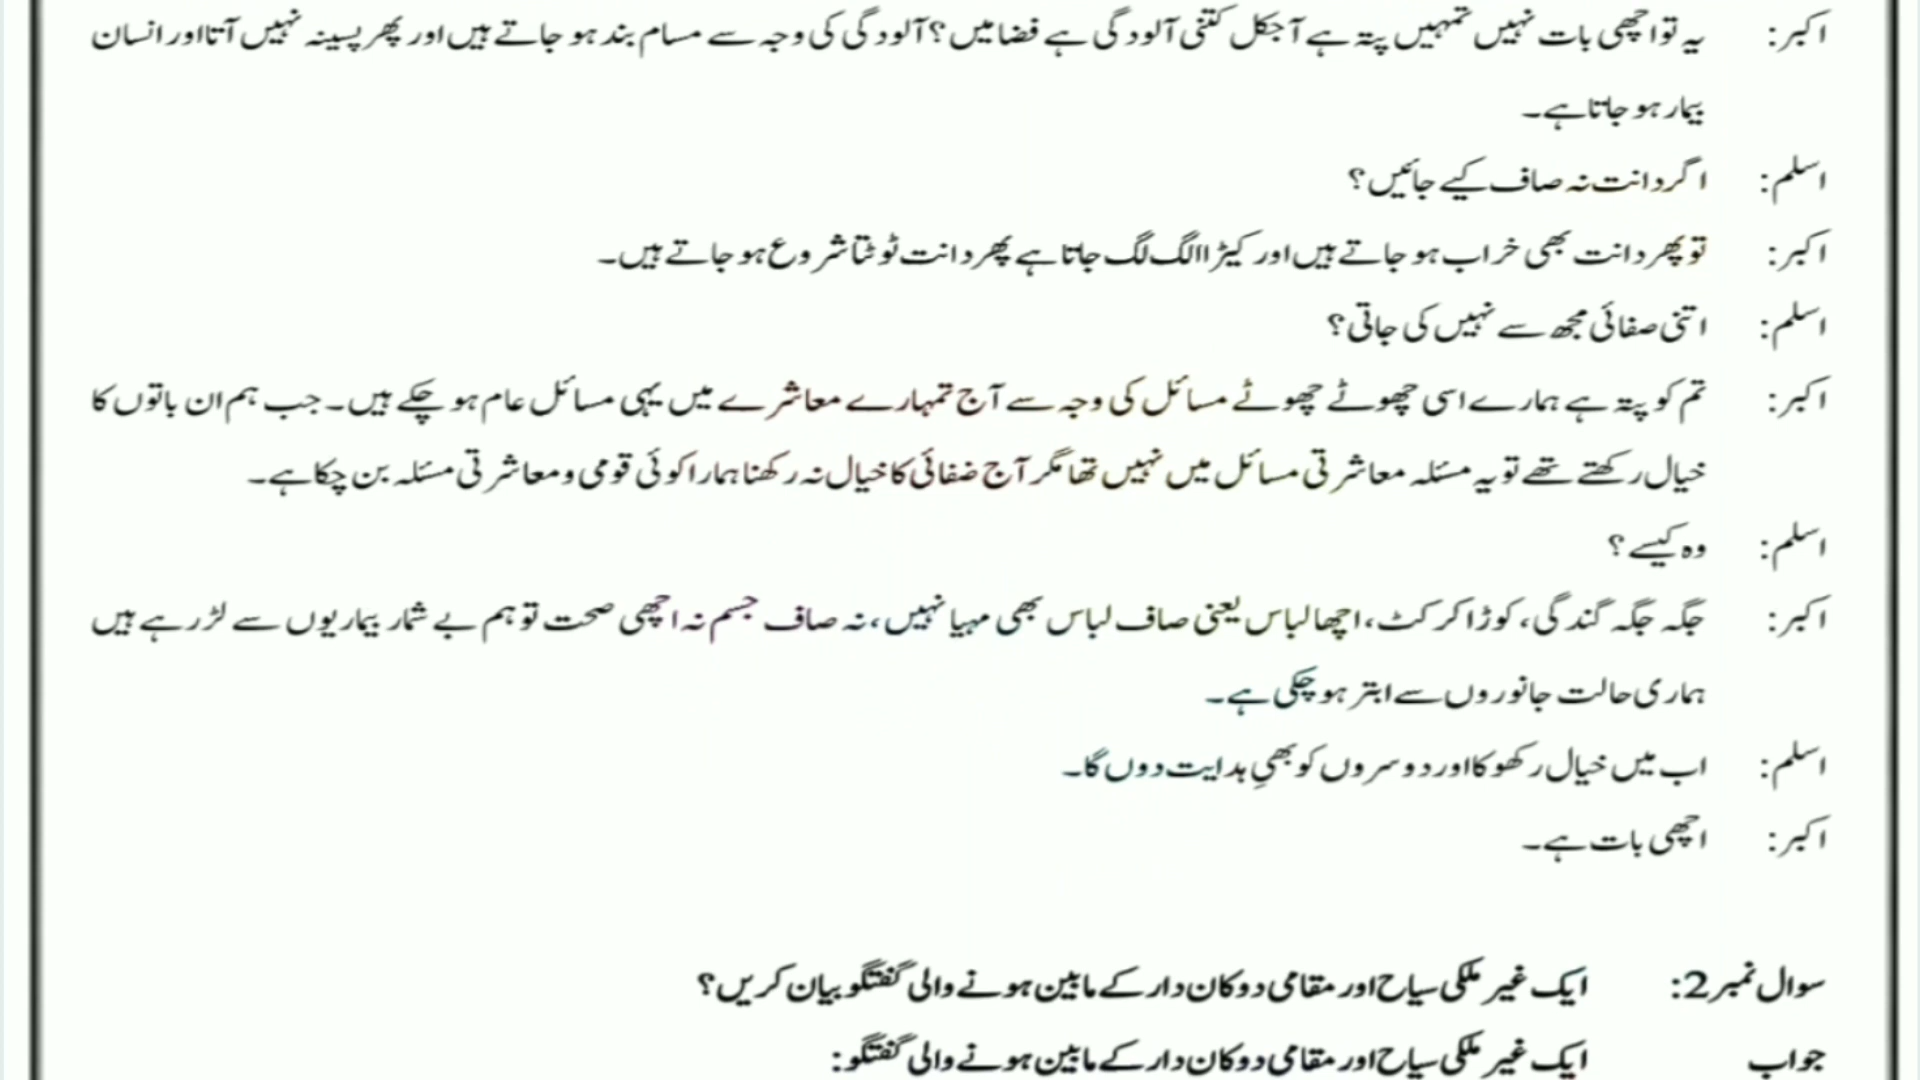 اکبر: یہ تو اچھی بات نہیں تمہیں پتہ ہے آجکل کتنی آلودگی ہے فضا میں؟ آلودگی کی وجہ سے مسام بند ہو جاتے ہیں اور پھر پسینہ نہیں آتا اور انسان
بیمار ہو جاتا ہے۔
اسلم: اگر دانت نہ صاف کیے جائیں؟
اکبر: تو پھر دانت بھی خراب ہو جاتے ہیں اور کیڑا الگ لگ جاتا ہے پھر دانت ٹوٹنا شروع ہو جاتے ہیں۔
اسلم: اتنی صفائی مجھ سے نہیں کی جاتی؟
اکبر: تم کو پتہ ہے ہمارے اسی چھوٹے چھوٹے مسائل کی وجہ سے آج تمہارے معاشرے میں یہی مسائل عام ہو چکے ہیں۔ جب ہم ان باتوں کا
خیال رکھتے تھے تو یہ مسئلہ معاشرتی مسائل میں نہیں تھا مگر آج صفائی کا خیال نہ رکھنا ہمارا کوئی قومی و معاشرتی مسئلہ بن چکا ہے۔
اسلم: وہ کیسے؟
اکبر: جگہ جگہ گندگی، کوڑا کرکٹ، اچھا لباس یعنی صاف لباس بھی مہیا نہیں، نہ صاف جسم نہ اچھی صحت تو ہم بے شمار بیماریوں سے لڑ رہے ہیں
ہماری حالت جانوروں سے ابتر ہو چکی ہے۔
اسلم: اب میں خیال رکھو کا اور دوسروں کو بھیِ ہدایت دوں گا۔
اکبر: اچھی بات ہے۔
سوال نمبر 2: ایک غیر ملکی سیاح اور مقامی دوکان دار کے مابین ہونے والی گفتگو بیان کریں؟
جواب ایک غیر ملکی سیاح اور مقامی دوکان دار کے مابین ہونے والی گفتگو: